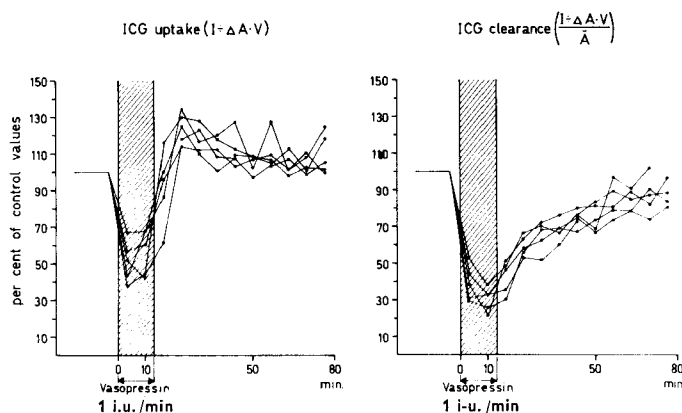 ICG uptake (I÷ΔA·V)
150
130
110
90
70
50
30
10
per cent of control values
0 10 50 80
min.
Vasopressin
1 i.u./min
ICG clearance (I÷ΔA·V / Ā)
150
130
110
90
70
50
30
10
0 10 50 80
min.
Vasopressin
1 i-u./min